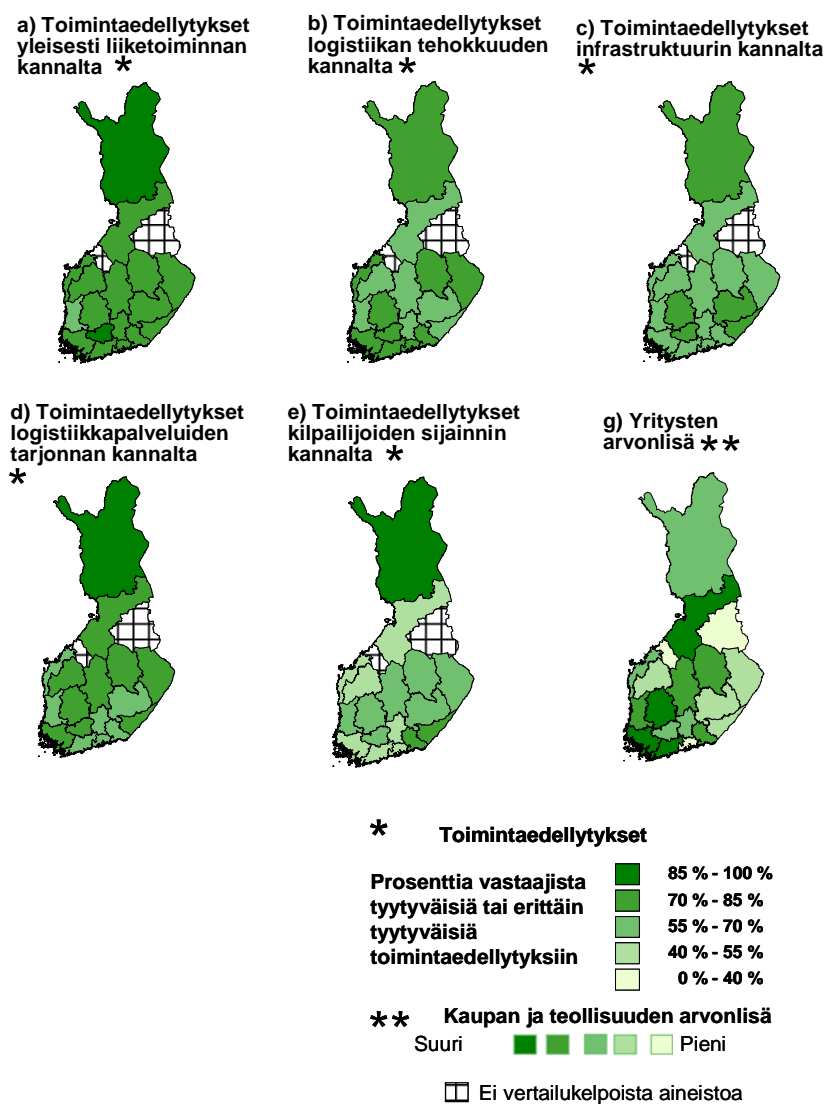 a) Toimintaedellytykset
yleisesti liiketoiminnan
kannalta *
b) Toimintaedellytykset
logistiikan tehokkuuden
kannalta *
c) Toimintaedellytykset
infrastruktuurin kannalta
*
d) Toimintaedellytykset
logistiikkapalveluiden
tarjonnan kannalta
*
e) Toimintaedellytykset
kilpailijoiden sijainnin
kannalta *
g) Yritysten
arvonlisä **
* Toimintaedellytykset
Prosenttia vastaajista
tyytyväisiä tai erittäin
tyytyväisiä
toimintaedellytyksiin
85 % - 100 %
70 % - 85 %
55 % - 70 %
40 % - 55 %
0 % - 40 %
** Kaupan ja teollisuuden arvonlisä
Suuri Pieni
Ei vertailukelpoista aineistoa